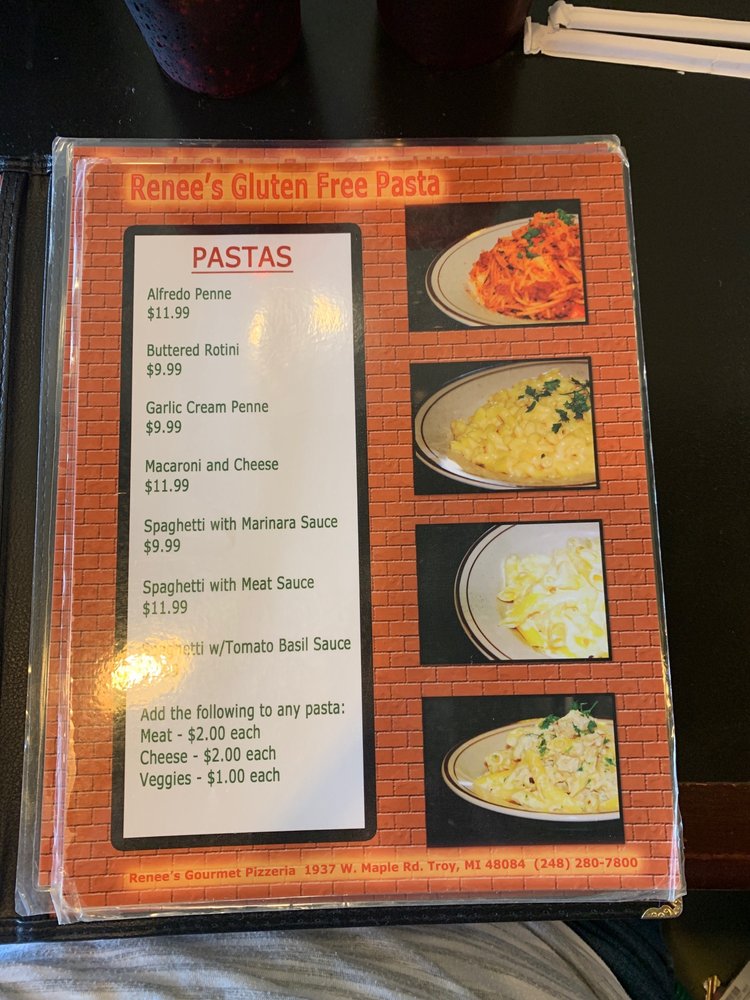 Renee's Gluten Free Pasta
PASTAS
Alfredo Penne
$11.99
Buttered Rotini
$9.99
Garlic Cream Penne
$9.99
Macaroni and Cheese
$11.99
Spaghetti with Marinara Sauce
$9.99
Spaghetti with Meat Sauce
$11.99
Spaghetti w/Tomato Basil Sauce
Add the following to any pasta:
Meat - $2.00 each
Cheese - $2.00 each
Veggies - $1.00 each
Renee's Gourmet Pizzeria 1937 W. Maple Rd. Troy, MI 48084 (248) 280-7800